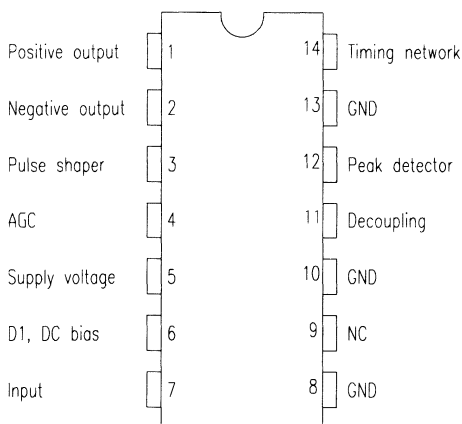 Positive output 1 14 Timing network
Negative output 2 13 GND
Pulse shaper 3 12 Peak detector
AGC 4 11 Decoupling
Supply voltage 5 10 GND
D1, DC bias 6 9 NC
Input 7 8 GND